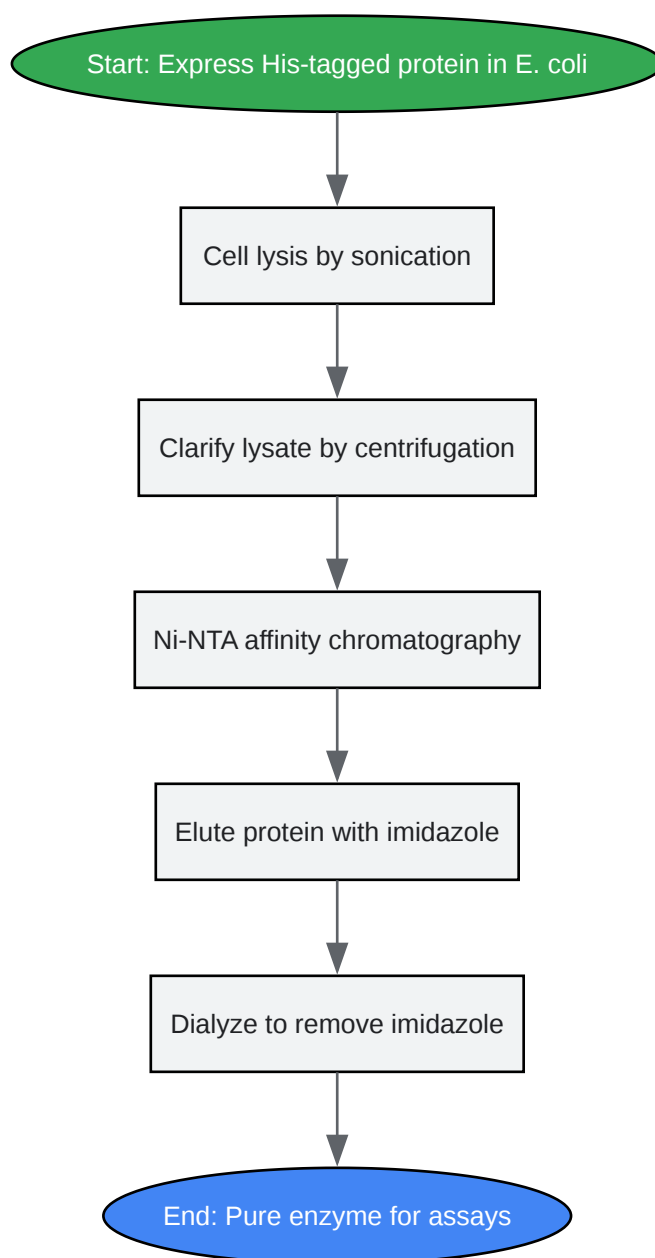 Start: Express His-tagged protein in E. coli
Cell lysis by sonication
Clarify lysate by centrifugation
Ni-NTA affinity chromatography
Elute protein with imidazole
Dialyze to remove imidazole
End: Pure enzyme for assays